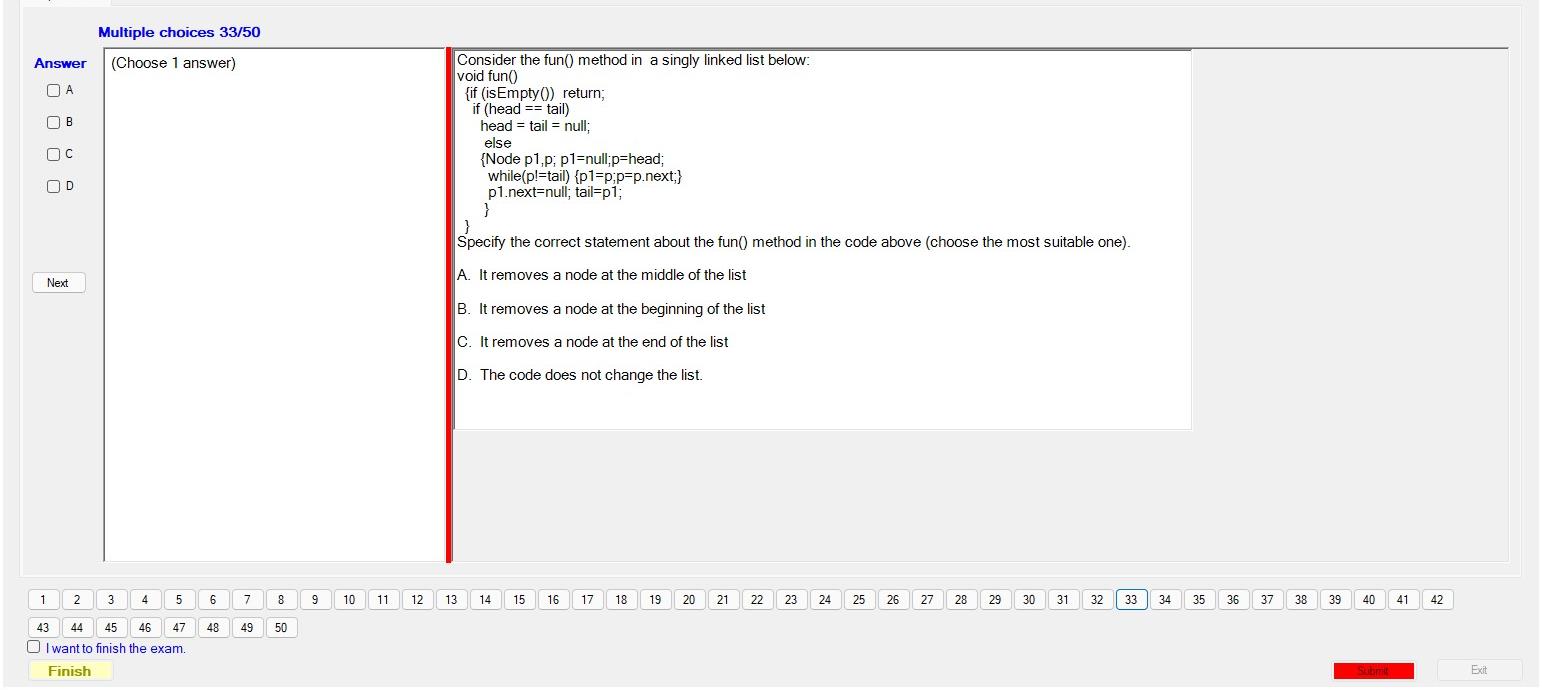 Multiple choices 33/50
Answer
(Choose 1 answer)
A
B
C
D
Next
Consider the fun() method in a singly linked list below:
void fun()
{if (isEmpty()) return;
if (head == tail)
head = tail = null;
else
{Node p1,p; p1=null;p=head;
while(p!=tail) {p1=p;p=p.next;}
p1.next=null; tail=p1;
}
}
Specify the correct statement about the fun() method in the code above (choose the most suitable one).
A. It removes a node at the middle of the list
B. It removes a node at the beginning of the list
C. It removes a node at the end of the list
D. The code does not change the list.
1 2 3 4 5 6 7 8 9 10 11 12 13 14 15 16 17 18 19 20 21 22 23 24 25 26 27 28 29 30 31 32 33 34 35 36 37 38 39 40 41 42
43 44 45 46 47 48 49 50
I want to finish the exam.
Finish
Submit
Exit